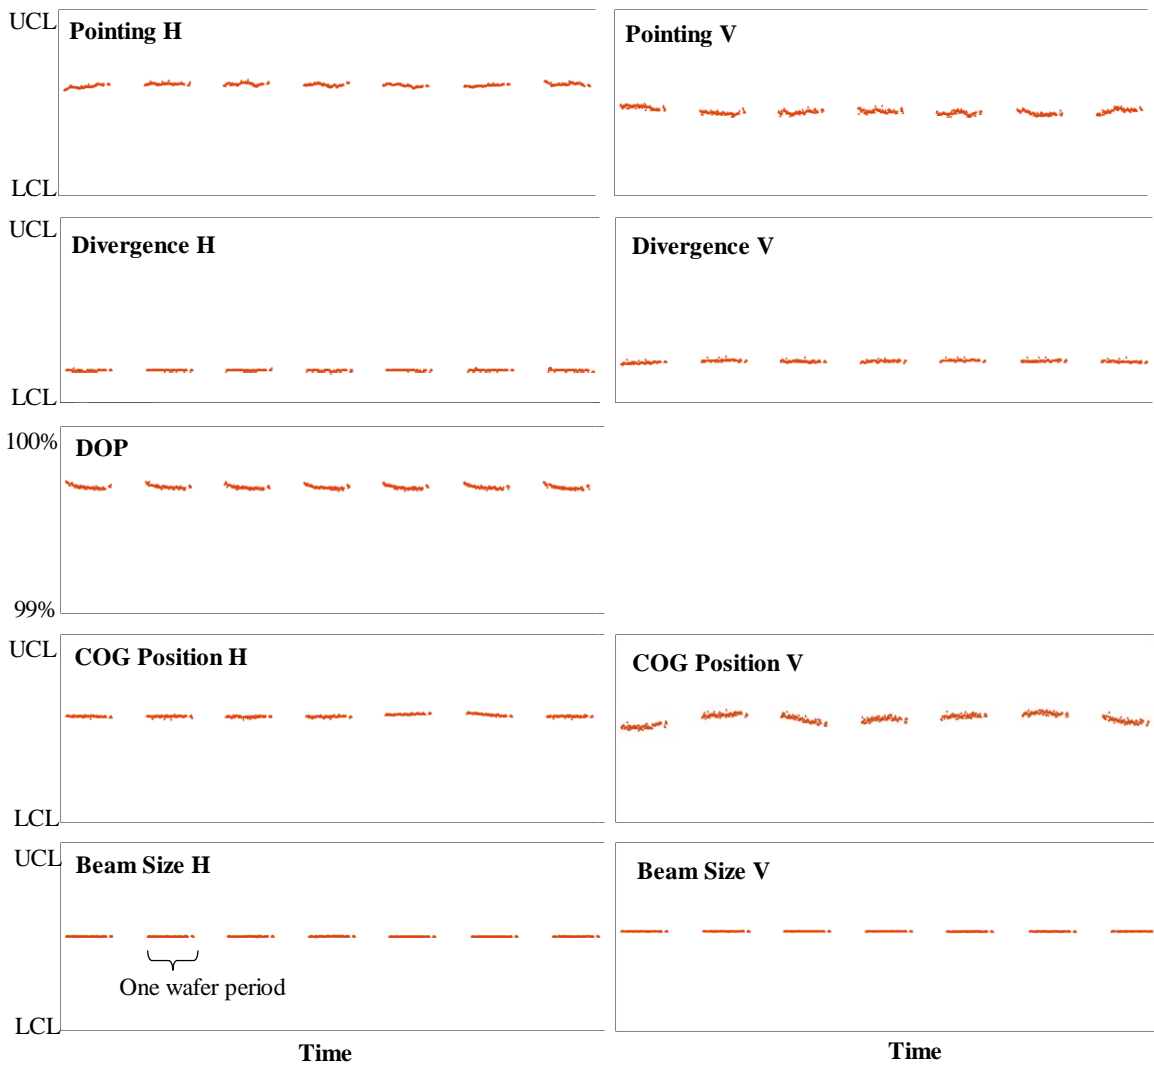 UCL
Pointing H
Pointing V
LCL
UCL
Divergence H
Divergence V
LCL
100%
DOP
99%
UCL
COG Position H
COG Position V
LCL
UCL
Beam Size H
Beam Size V
One wafer period
LCL
Time
Time